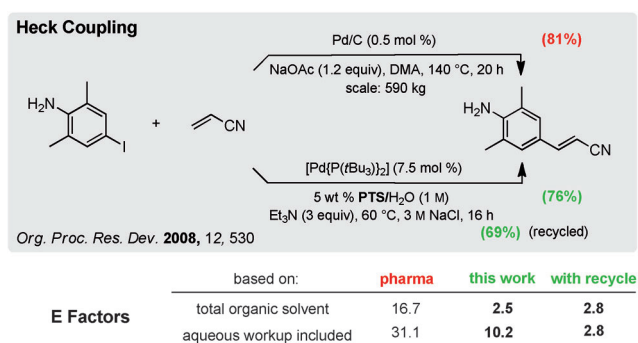 Heck Coupling
Pd/C (0.5 mol %)
(81%)
NaOAc (1.2 equiv), DMA, 140 °C, 20 h
scale: 590 kg
H₂N
I
+
CN
H₂N
CN
[Pd{P(tBu₃)}₂] (7.5 mol %)
5 wt % PTS/H₂O (1 M)
(76%)
Et₃N (3 equiv), 60 °C, 3 M NaCl, 16 h
(69%) (recycled)
Org. Proc. Res. Dev. 2008, 12, 530
E Factors
based on: pharma this work with recycle
total organic solvent 16.7 2.5 2.8
aqueous workup included 31.1 10.2 2.8